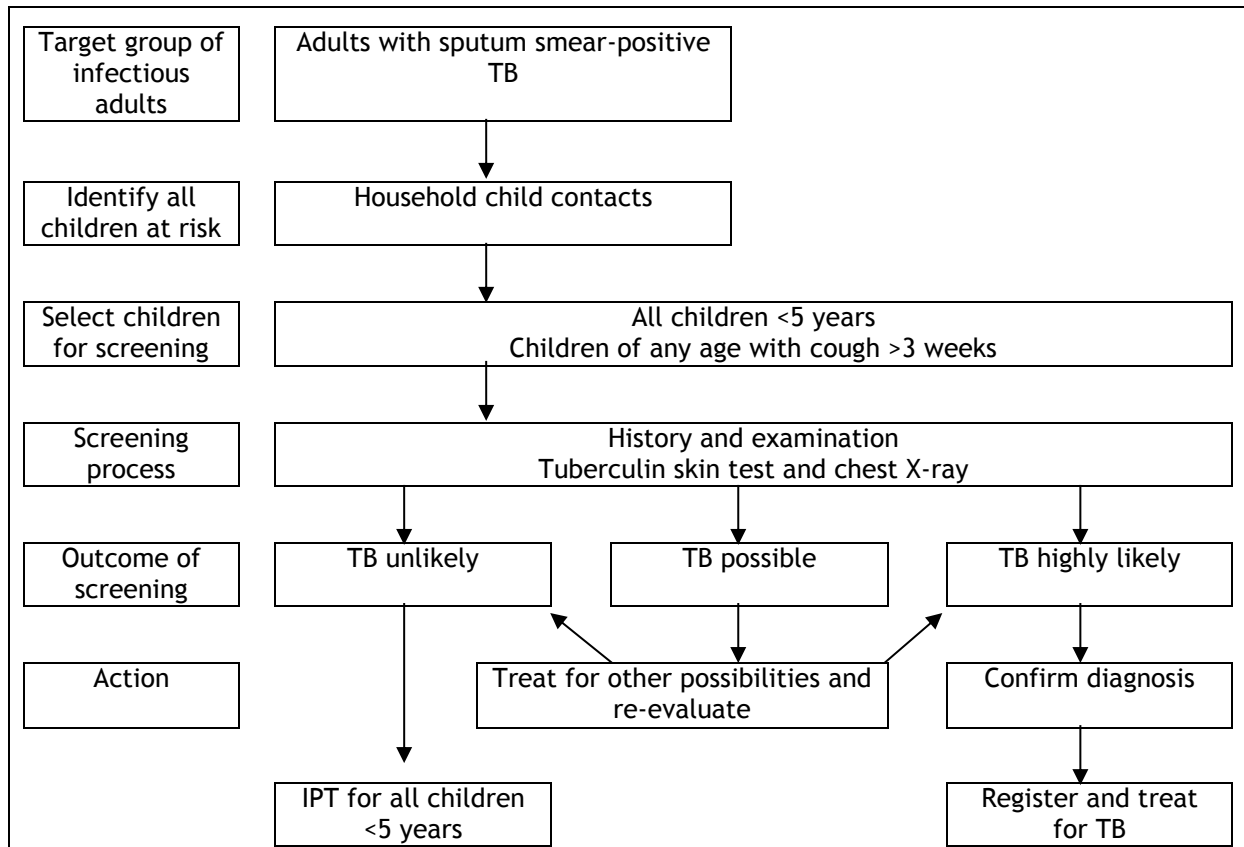 Target group of
infectious
adults
Adults with sputum smear-positive
TB
Identify all
children at risk
Household child contacts
Select children
for screening
All children <5 years
Children of any age with cough >3 weeks
Screening
process
History and examination
Tuberculin skin test and chest X-ray
Outcome of
screening
TB unlikely
TB possible
TB highly likely
Action
Treat for other possibilities and
re-evaluate
Confirm diagnosis
IPT for all children
<5 years
Register and treat
for TB